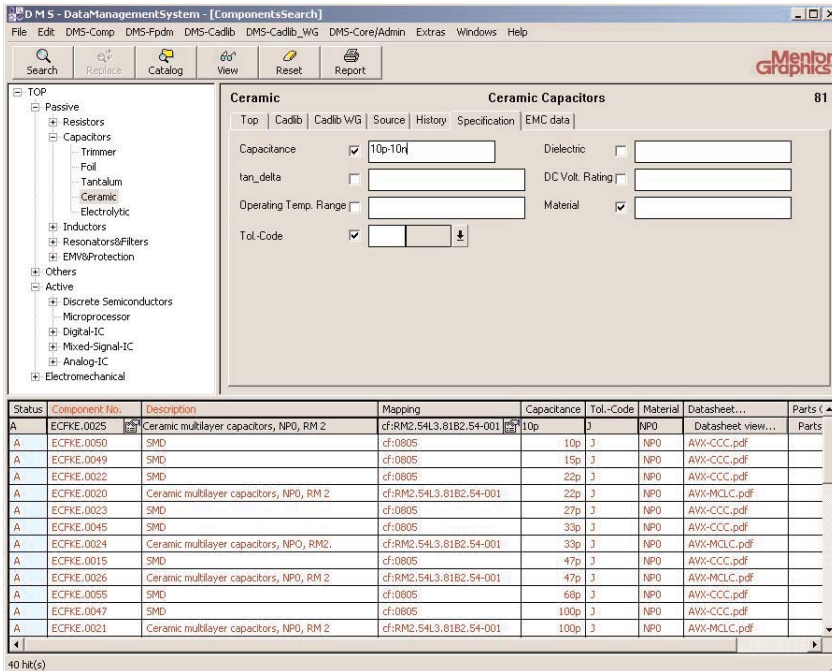 D M S - DataManagementSystem - [ComponentsSearch]
File Edit DMS-Comp DMS-Fpdm DMS-Cadlib DMS-Cadlib_WG DMS-Core/Admin Extras Windows Help
Search Replace Catalog View Reset Report
Mentor Graphics
TOP
Passive
Resistors
Capacitors
Trimmer
Foil
Tantalum
Ceramic
Electrolytic
Inductors
Resonators&Filters
EMV&Protection
Others
Active
Discrete Semiconductors
Microprocessor
Digital-IC
Mixed-Signal-IC
Analog-IC
Electromechanical
Ceramic Ceramic Capacitors 81
Top Cadlib Cadlib WG Source History Specification EMC data
Capacitance 10p-10n Dielectric
tan_delta DC Volt. Rating
Operating Temp. Range Material
Tol.-Code
Status Component No. Description Mapping Capacitance Tol.-Code Material Datasheet... Parts
A ECFKE.0025 Ceramic multilayer capacitors, NP0, RM 2 cf:RM2.54L3.81B2.54-001 10p J NP0 Datasheet view... Parts
A ECFKE.0050 SMD cf:0805 10p J NP0 AVX-CCC.pdf
A ECFKE.0049 SMD cf:0805 15p J NP0 AVX-CCC.pdf
A ECFKE.0022 SMD cf:0805 22p J NP0 AVX-CCC.pdf
A ECFKE.0020 Ceramic multilayer capacitors, NP0, RM 2 cf:RM2.54L3.81B2.54-001 22p J NP0 AVX-MCLC.pdf
A ECFKE.0023 SMD cf:0805 27p J NP0 AVX-CCC.pdf
A ECFKE.0045 SMD cf:0805 33p J NP0 AVX-CCC.pdf
A ECFKE.0024 Ceramic multilayer capacitors, NPO, RM2. cf:RM2.54L3.81B2.54-001 33p J NP0 AVX-MCLC.pdf
A ECFKE.0015 SMD cf:0805 47p J NP0 AVX-CCC.pdf
A ECFKE.0026 Ceramic multilayer capacitors, NP0, RM 2 cf:RM2.54L3.81B2.54-001 47p J NP0 AVX-MCLC.pdf
A ECFKE.0055 SMD cf:0805 68p J NP0 AVX-CCC.pdf
A ECFKE.0047 SMD cf:0805 100p J NP0 AVX-CCC.pdf
A ECFKE.0021 Ceramic multilayer capacitors, NP0, RM 2 cf:RM2.54L3.81B2.54-001 100p J NP0 AVX-MCLC.pdf
40 hit(s)